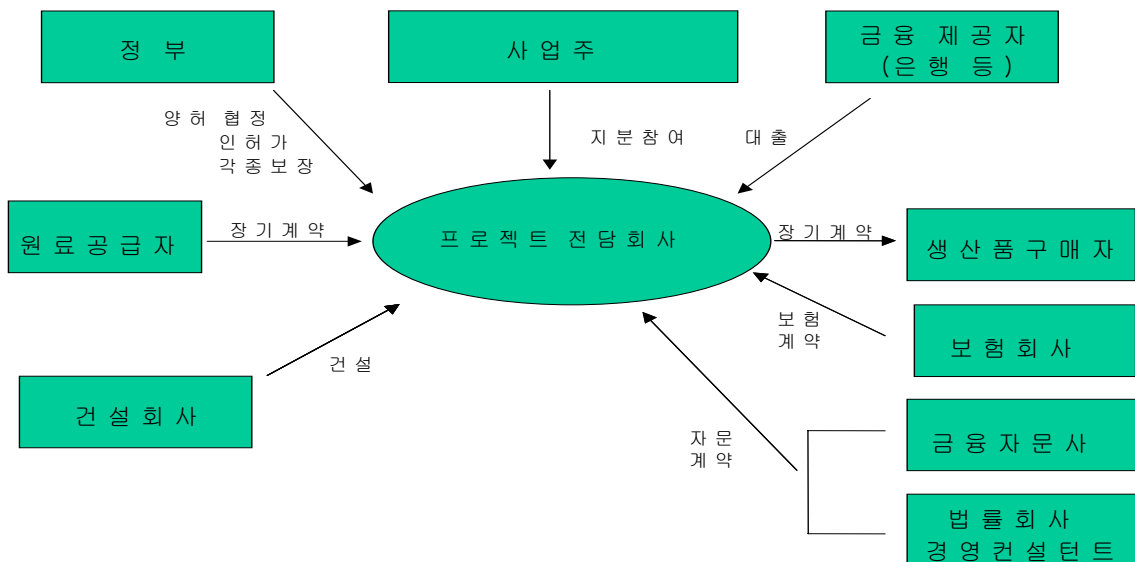 정 부
사 업 주
금 융 제 공 자
(은 행 등)
양 허 협 정
인 허 가
각 종 보 장
지 분 참 여
대 출
원 료 공 급 자
장 기 계 약
프 로 젝 트 전 담 회 사
장 기 계 약
생 산 품 구 매 자
보 험
계 약
보 험 회 사
건 설
건 설 회 사
자 문
계 약
금 융 자 문 사
법 률 회 사
경 영 컨 설 턴 트